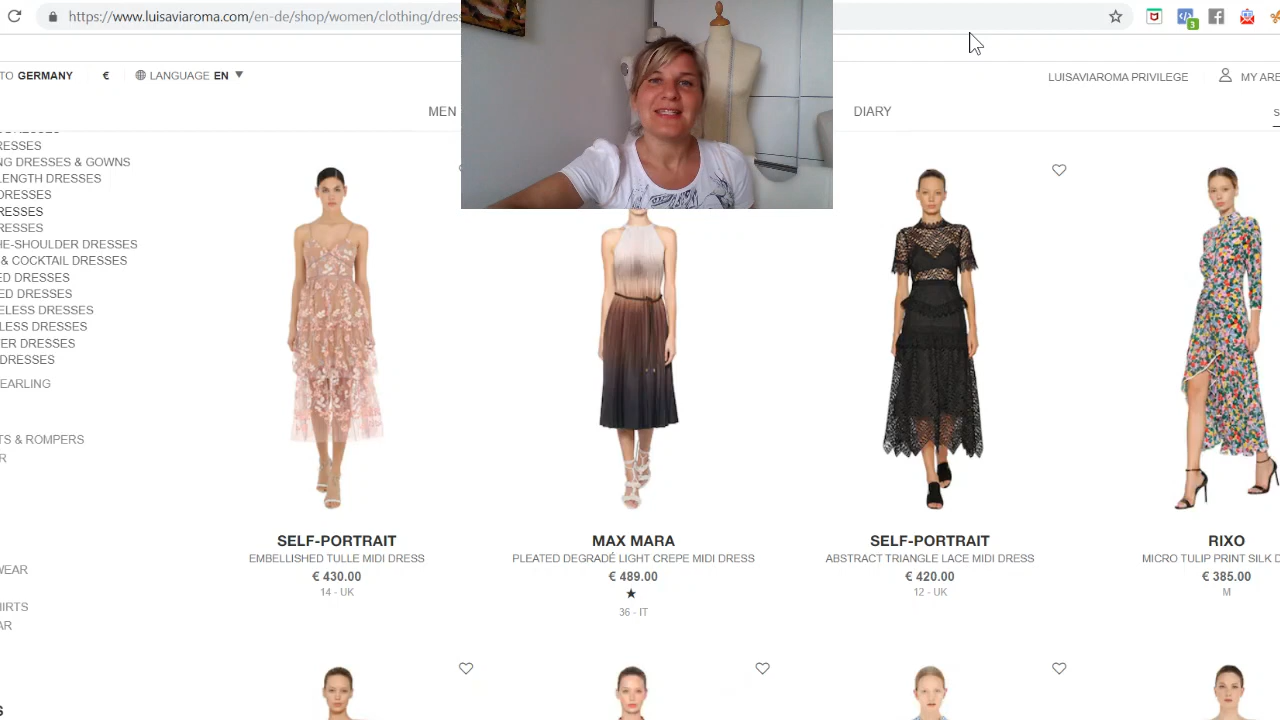 https://www.luisaviaroma.com/en-de/shop/women/clothing/dres
TO GERMANY € LANGUAGE EN
LUISAVIAROMA PRIVILEGE MY ARE
MEN DIARY
RESSES
NG DRESSES & GOWNS
LENGTH DRESSES
DRESSES
RESSES
RESSES
HE-SHOULDER DRESSES
& COCKTAIL DRESSES
ED DRESSES
ED DRESSES
ELESS DRESSES
LESS DRESSES
ER DRESSES
DRESSES
EARLING
TS & ROMPERS
R
WEAR
IRTS
AR
S
SELF-PORTRAIT
EMBELLISHED TULLE MIDI DRESS
€ 430.00
14 - UK
MAX MARA
PLEATED DEGRADÉ LIGHT CREPE MIDI DRESS
€ 489.00
36 - IT
SELF-PORTRAIT
ABSTRACT TRIANGLE LACE MIDI DRESS
€ 420.00
12 - UK
RIXO
MICRO TULIP PRINT SILK D
€ 385.00
M